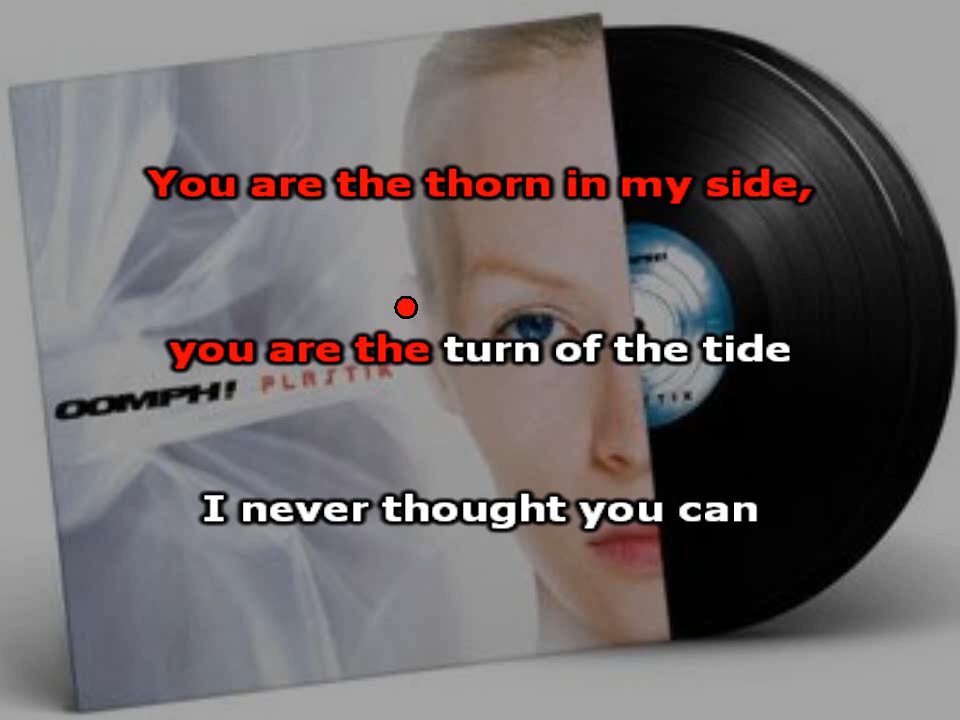 You are the thorn in my side,
you are the turn of the tide
OOMPH! PLASTIK
I never thought you can